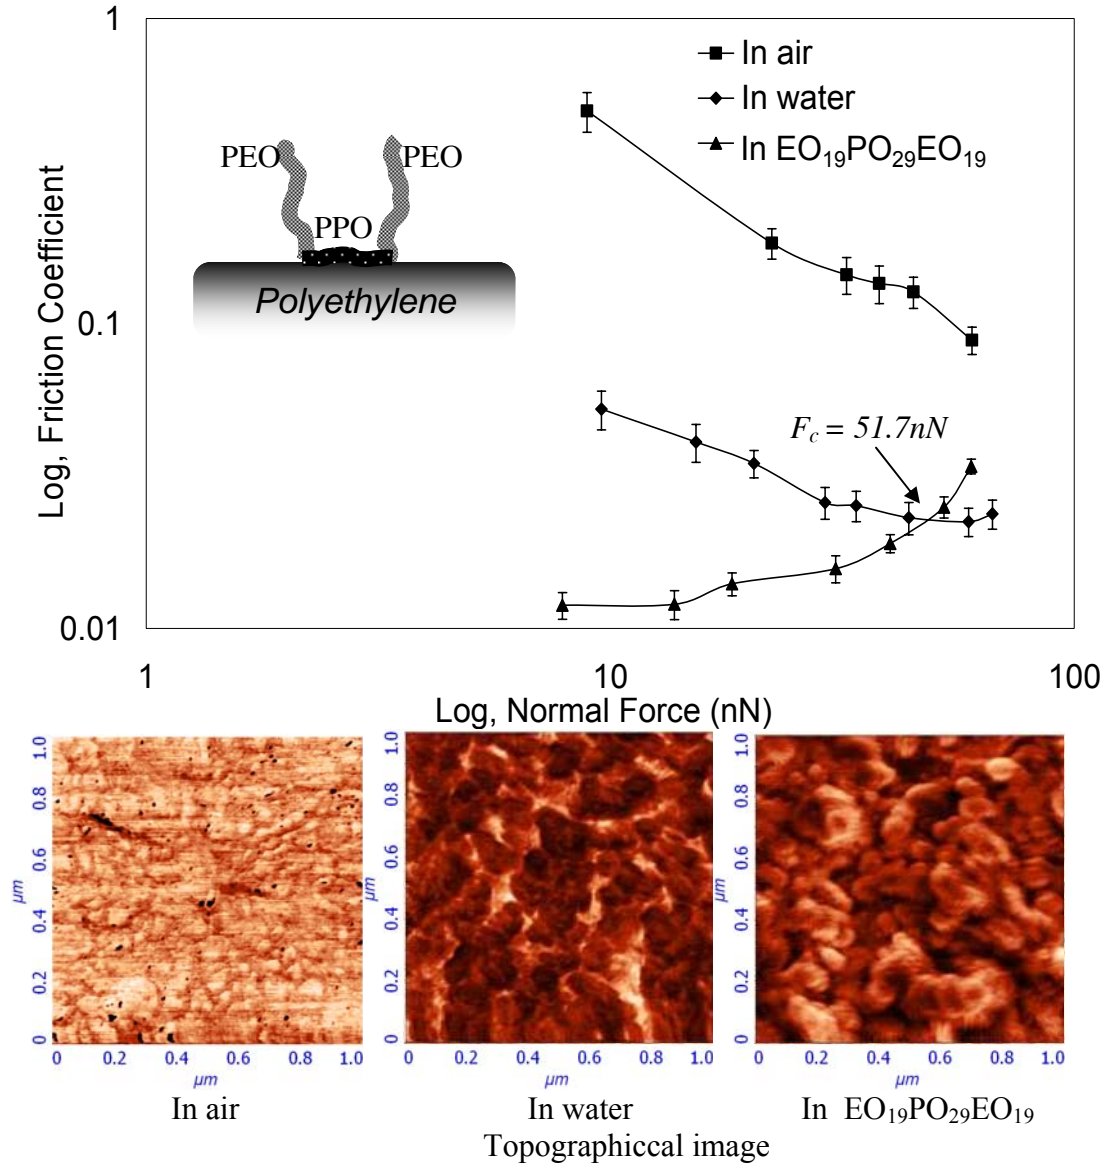 1
In air
In water
In EO₁₉PO₂₉EO₁₉
PEO
PEO
PPO
Polyethylene
Log, Friction Coefficient
0.1
F_c = 51.7nN
0.01
1
10
100
Log, Normal Force (nN)
1.0
0.8
0.6
0.4
0.2
0
µm
0
0.2
0.4
0.6
0.8
1.0
µm
1.0
0.8
0.6
0.4
0.2
0
µm
0
0.2
0.4
0.6
0.8
1.0
µm
1.0
0.8
0.6
0.4
0.2
0
µm
0
0.2
0.4
0.6
0.8
1.0
µm
In air
In water
In EO₁₉PO₂₉EO₁₉
Topographiccal image